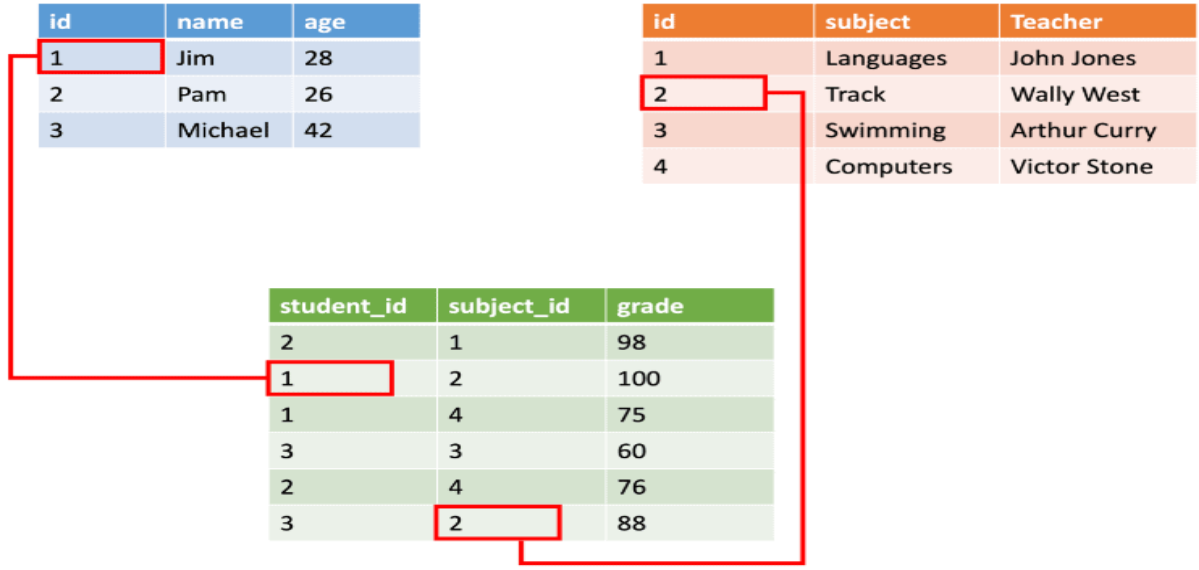 id name age
1 Jim 28
2 Pam 26
3 Michael 42
id subject Teacher
1 Languages John Jones
2 Track Wally West
3 Swimming Arthur Curry
4 Computers Victor Stone
student_id subject_id grade
2 1 98
1 2 100
1 4 75
3 3 60
2 4 76
3 2 88